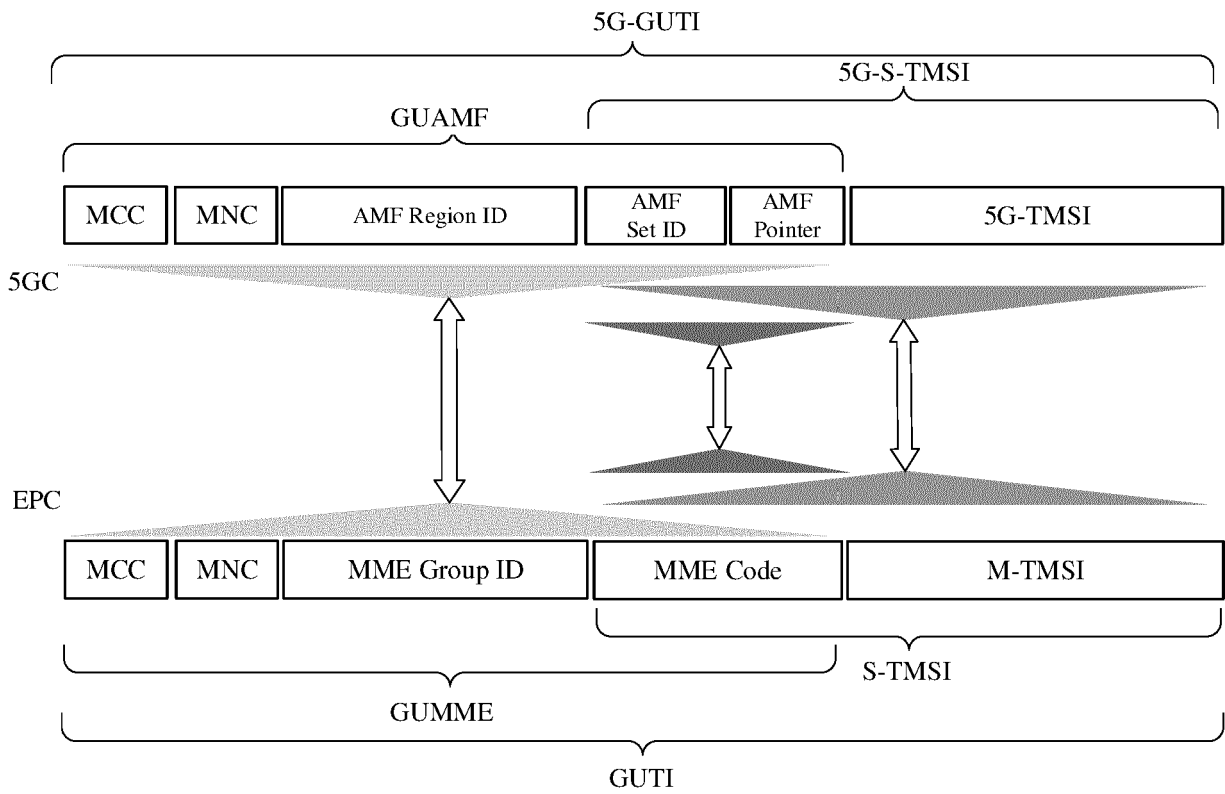 5G-GUTI
5G-S-TMSI
GUAMF
MCC
MNC
AMF Region ID
AMF
Set ID
AMF
Pointer
5G-TMSI
5GC
EPC
MCC
MNC
MME Group ID
MME Code
M-TMSI
S-TMSI
GUMME
GUTI